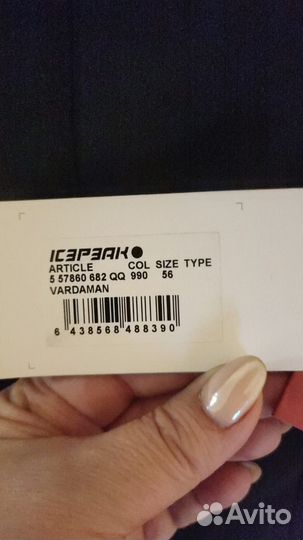 ICEPEAK
ARTICLE COL SIZE TYPE
5 57860 682 QQ 990 56
VARDAMAN
6 438568 488390
Avito